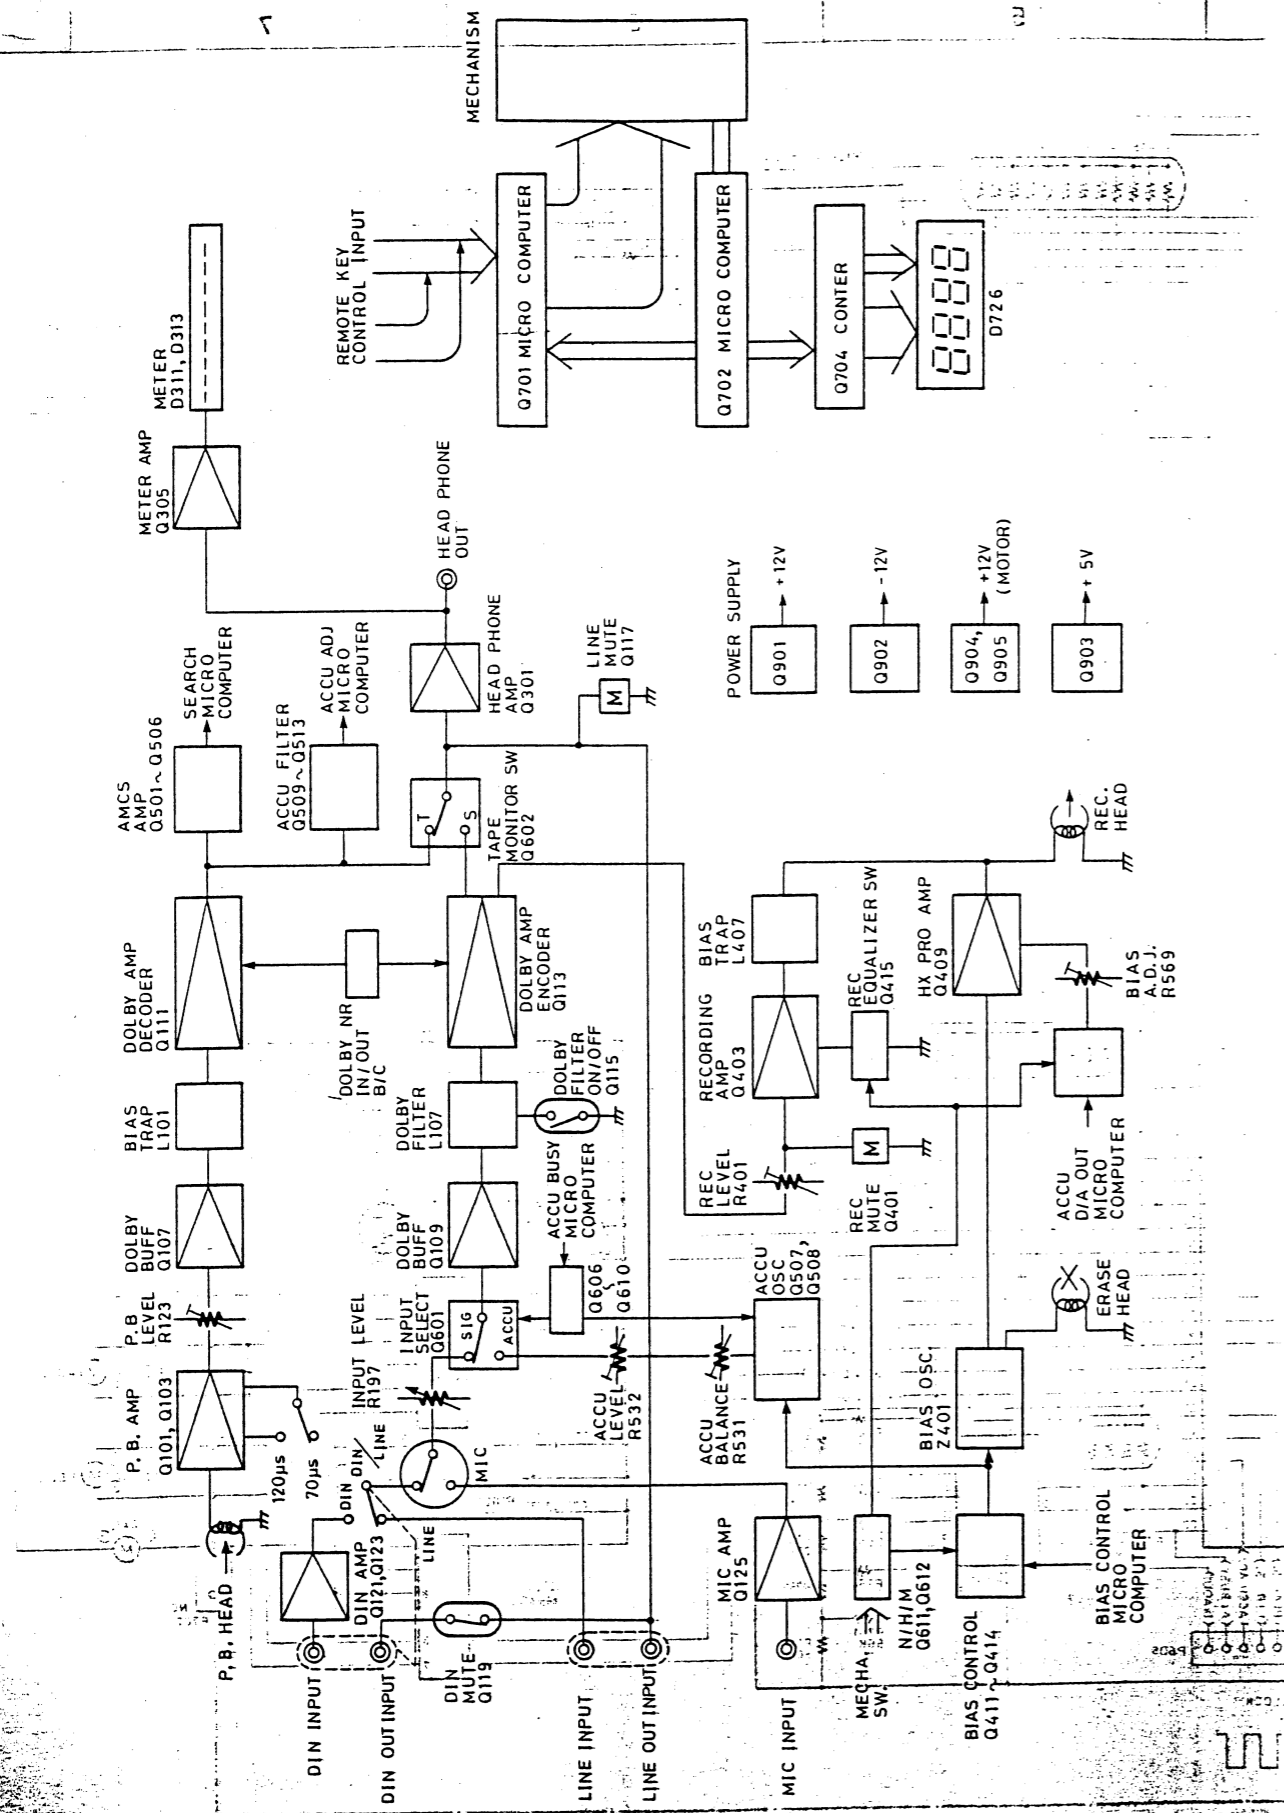 P. B. HEAD
P. B. AMP
Q101, Q103
120µs
70µs
P.B
LEVEL
R123
DOLBY
BUFF
Q107
BIAS
TRAP
L101
DOLBY AMP
DECODER
Q111
AMCS
AMP
Q501~Q506
SEARCH
MICRO
COMPUTER
ACCU FILTER
Q509~Q513
ACCU ADJ
MICRO
COMPUTER
METER AMP
Q305
METER
D311, D313
DOLBY NR
IN/OUT
B/C
DIN INPUT
DIN AMP
Q121,Q123
DIN OUT INPUT
DIN
MUTE
Q119
DIN
DIN/LINE
LINE
MIC
INPUT LEVEL
R197
INPUT
SELECT
Q601
SIG
ACCU
DOLBY
BUFF
Q109
DOLBY
FILTER
L107
DOLBY AMP
ENCODER
Q113
DOLBY
FILTER
ON/OFF
Q115
TAPE
MONITOR SW
Q602
T
S
HEAD PHONE
AMP
Q301
HEAD PHONE
OUT
LINE
MUTE
Q117
M
ACCU BUSY
MICRO
COMPUTER
Q606
~
Q610
ACCU
LEVEL
R532
ACCU
BALANCE
R531
ACCU
OSC
Q507,
Q508
LINE INPUT
LINE OUT INPUT
MIC INPUT
MIC AMP
Q125
MECHA.
SW.
N/H/M
Q611,Q612
BIAS CONTROL
Q411~Q414
BIAS CONTROL
MICRO
COMPUTER
BIAS OSC.
Z401
ERASE
HEAD
REC
LEVEL
R401
REC
MUTE
Q401
M
RECORDING
AMP
Q403
REC
EQUALIZER SW
Q415
BIAS
TRAP
L407
HX PRO AMP
Q409
ACCU
D/A OUT
MICRO
COMPUTER
BIAS
A.D.J.
R569
REC.
HEAD
POWER SUPPLY
Q901
+12V
Q902
-12V
Q904,
Q905
+12V
(MOTOR)
Q903
+ 5V
REMOTE KEY
CONTROL INPUT
Q701 MICRO COMPUTER
MECHANISM
Q702 MICRO COMPUTER
Q704 CONTER
8888
D726